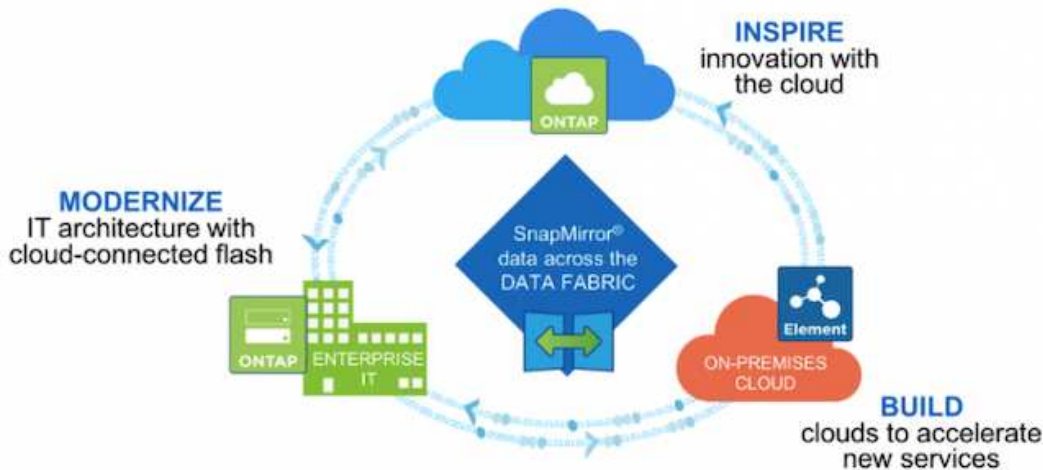 INSPIRE
innovation with
the cloud
ONTAP
MODERNIZE
IT architecture with
cloud-connected flash
SnapMirror®
data across the
DATA FABRIC
ONTAP
ENTERPRISE
IT
Element
ON-PREMISES
CLOUD
BUILD
clouds to accelerate
new services